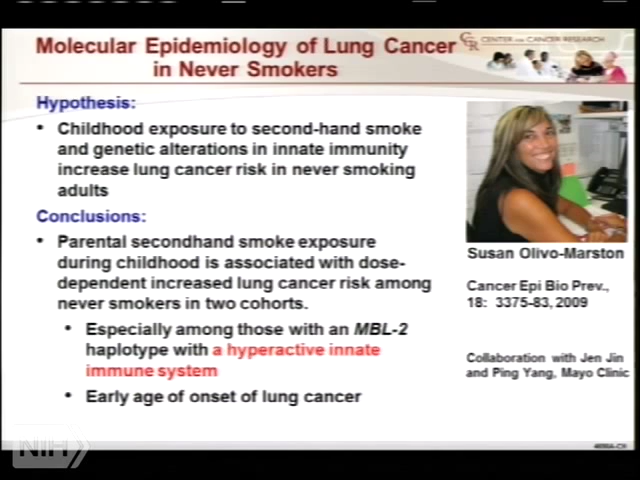 Molecular Epidemiology of Lung Cancer
in Never Smokers
CCR CENTER FOR CANCER RESEARCH
Hypothesis:
• Childhood exposure to second-hand smoke
and genetic alterations in innate immunity
increase lung cancer risk in never smoking
adults
Conclusions:
• Parental secondhand smoke exposure
during childhood is associated with dose-
dependent increased lung cancer risk among
never smokers in two cohorts.
• Especially among those with an MBL-2
haplotype with a hyperactive innate
immune system
• Early age of onset of lung cancer
Susan Olivo-Marston
Cancer Epi Bio Prev.,
18: 3375-83, 2009
Collaboration with Jen Jin
and Ping Yang, Mayo Clinic
NIH